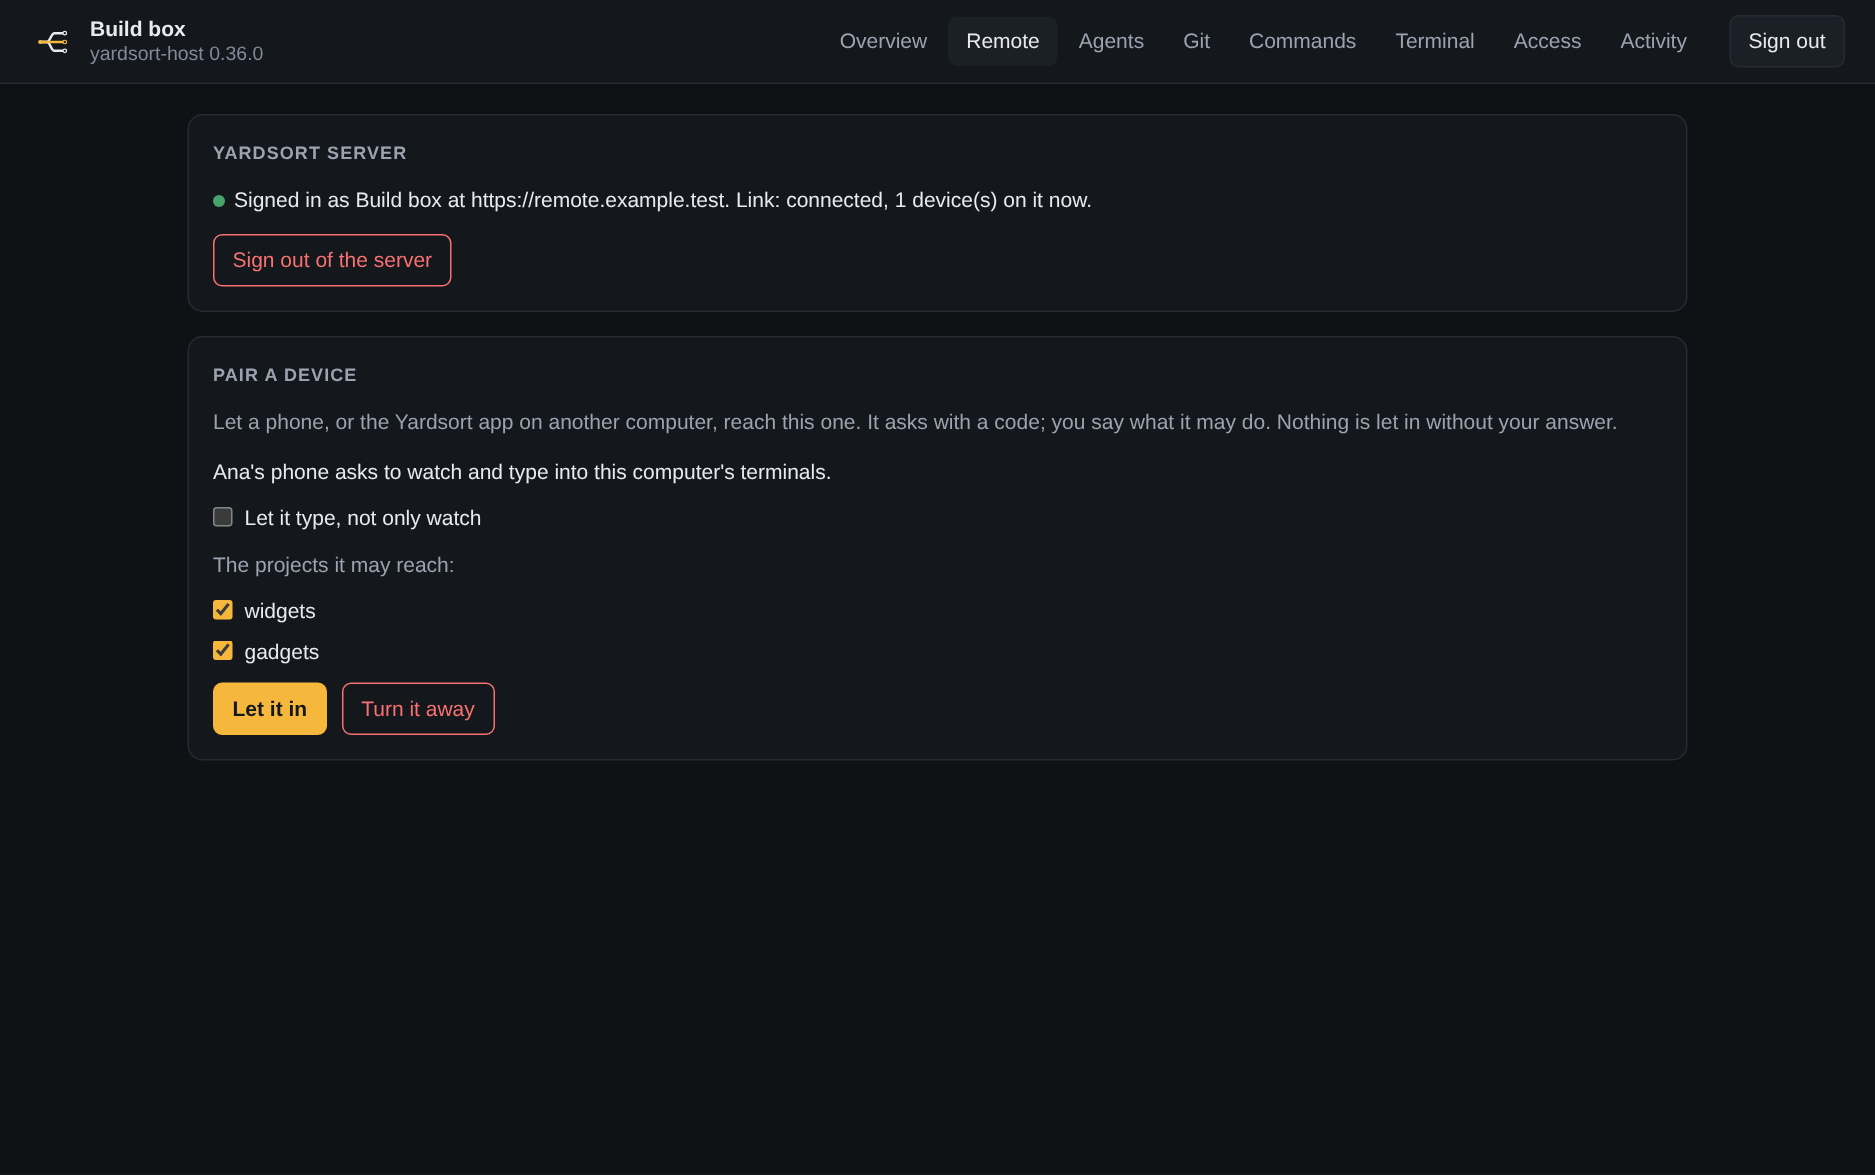 Build box
yardsort-host 0.36.0
Overview
Remote
Agents
Git
Commands
Terminal
Access
Activity
Sign out
YARDSORT SERVER
Signed in as Build box at https://remote.example.test. Link: connected, 1 device(s) on it now.
Sign out of the server
PAIR A DEVICE
Let a phone, or the Yardsort app on another computer, reach this one. It asks with a code; you say what it may do. Nothing is let in without your answer.
Ana's phone asks to watch and type into this computer's terminals.
Let it type, not only watch
The projects it may reach:
widgets
gadgets
Let it in
Turn it away